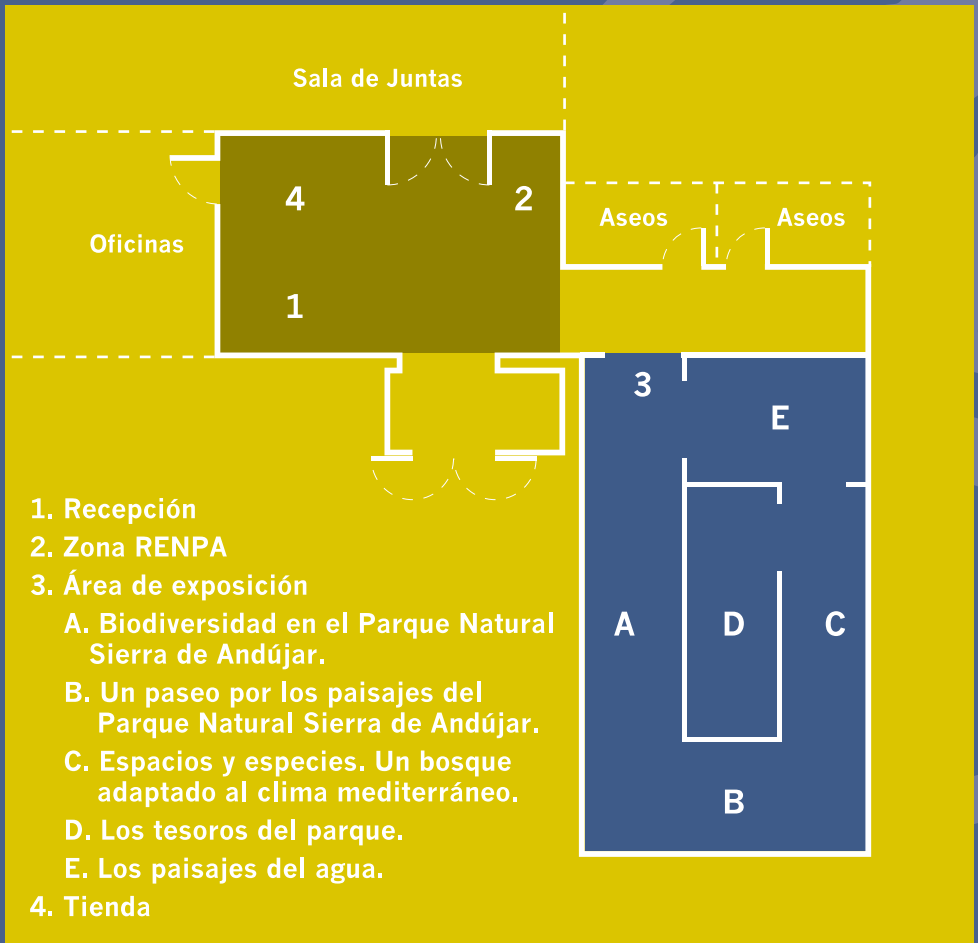 Sala de Juntas
4
2
Aseos
Aseos
Oficinas
1
3
E
A
D
C
B
1. Recepción
2. Zona RENPA
3. Área de exposición
A. Biodiversidad en el Parque Natural
Sierra de Andújar.
B. Un paseo por los paisajes del
Parque Natural Sierra de Andújar.
C. Espacios y especies. Un bosque
adaptado al clima mediterráneo.
D. Los tesoros del parque.
E. Los paisajes del agua.
4. Tienda